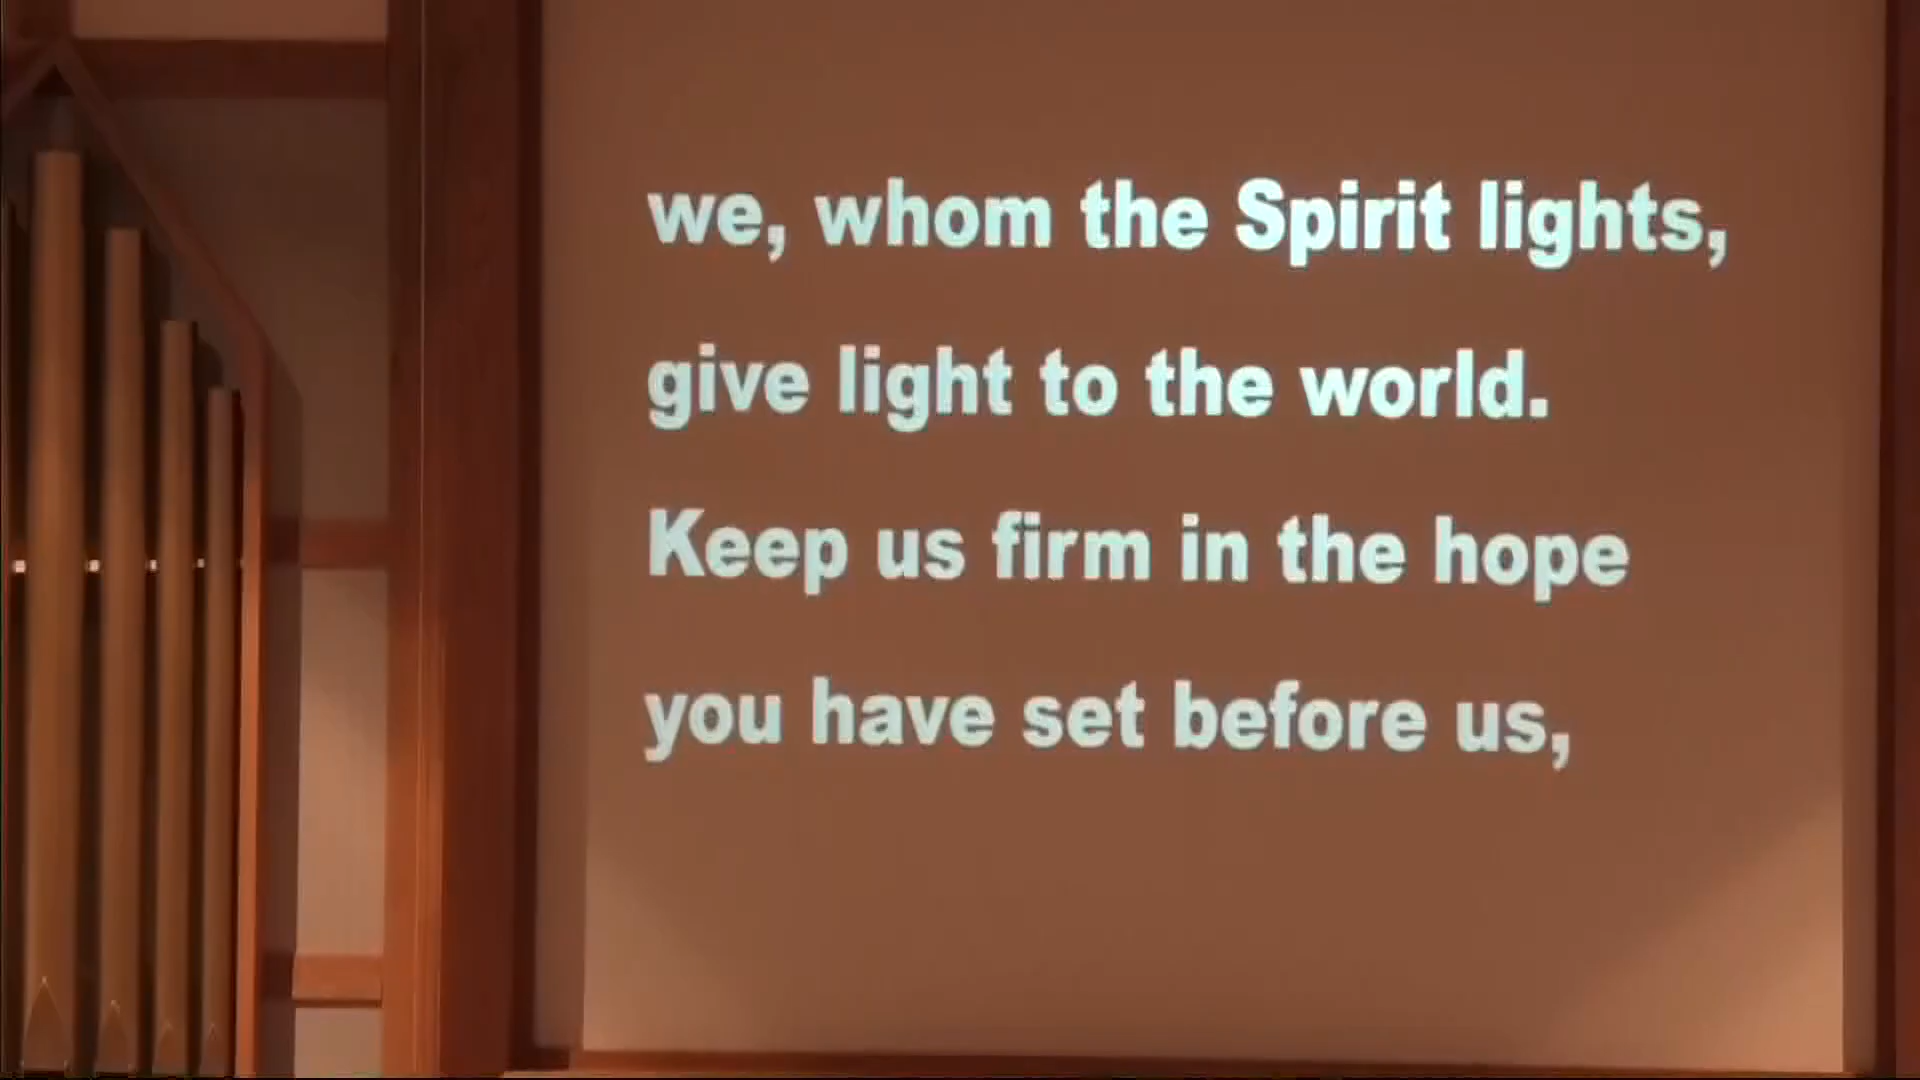 we, whom the Spirit lights,
give light to the world.
Keep us firm in the hope
you have set before us,